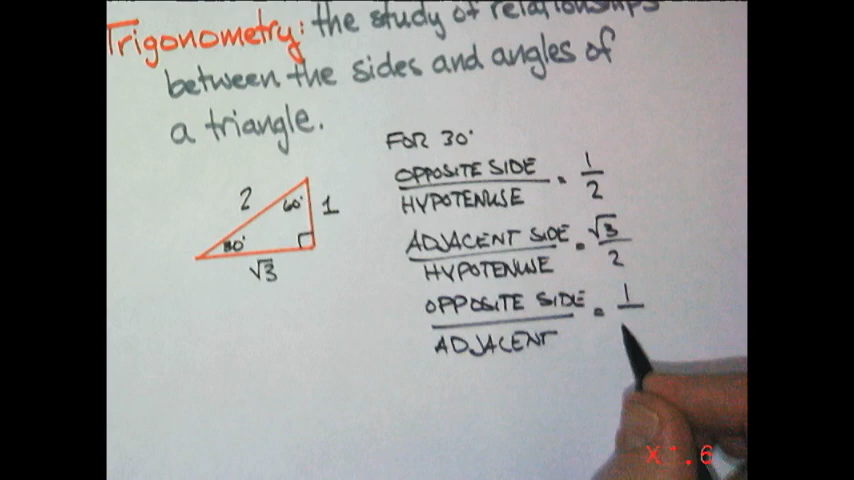 Trigonometry: the study of relationships
between the sides and angles of
a triangle.
FOR 30°
OPPOSITE SIDE
HYPOTENUSE
= 1
2
ADJACENT SIDE
HYPOTENUSE
= √3
2
OPPOSITE SIDE
ADJACENT
= 1
2
60°
1
30°
√3
X .6